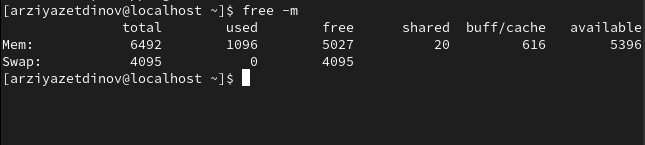 [arziyazetdinov@localhost ~]$ free -m
total used free shared buff/cache available
Mem: 6492 1096 5027 20 616 5396
Swap: 4095 0 4095
[arziyazetdinov@localhost ~]$